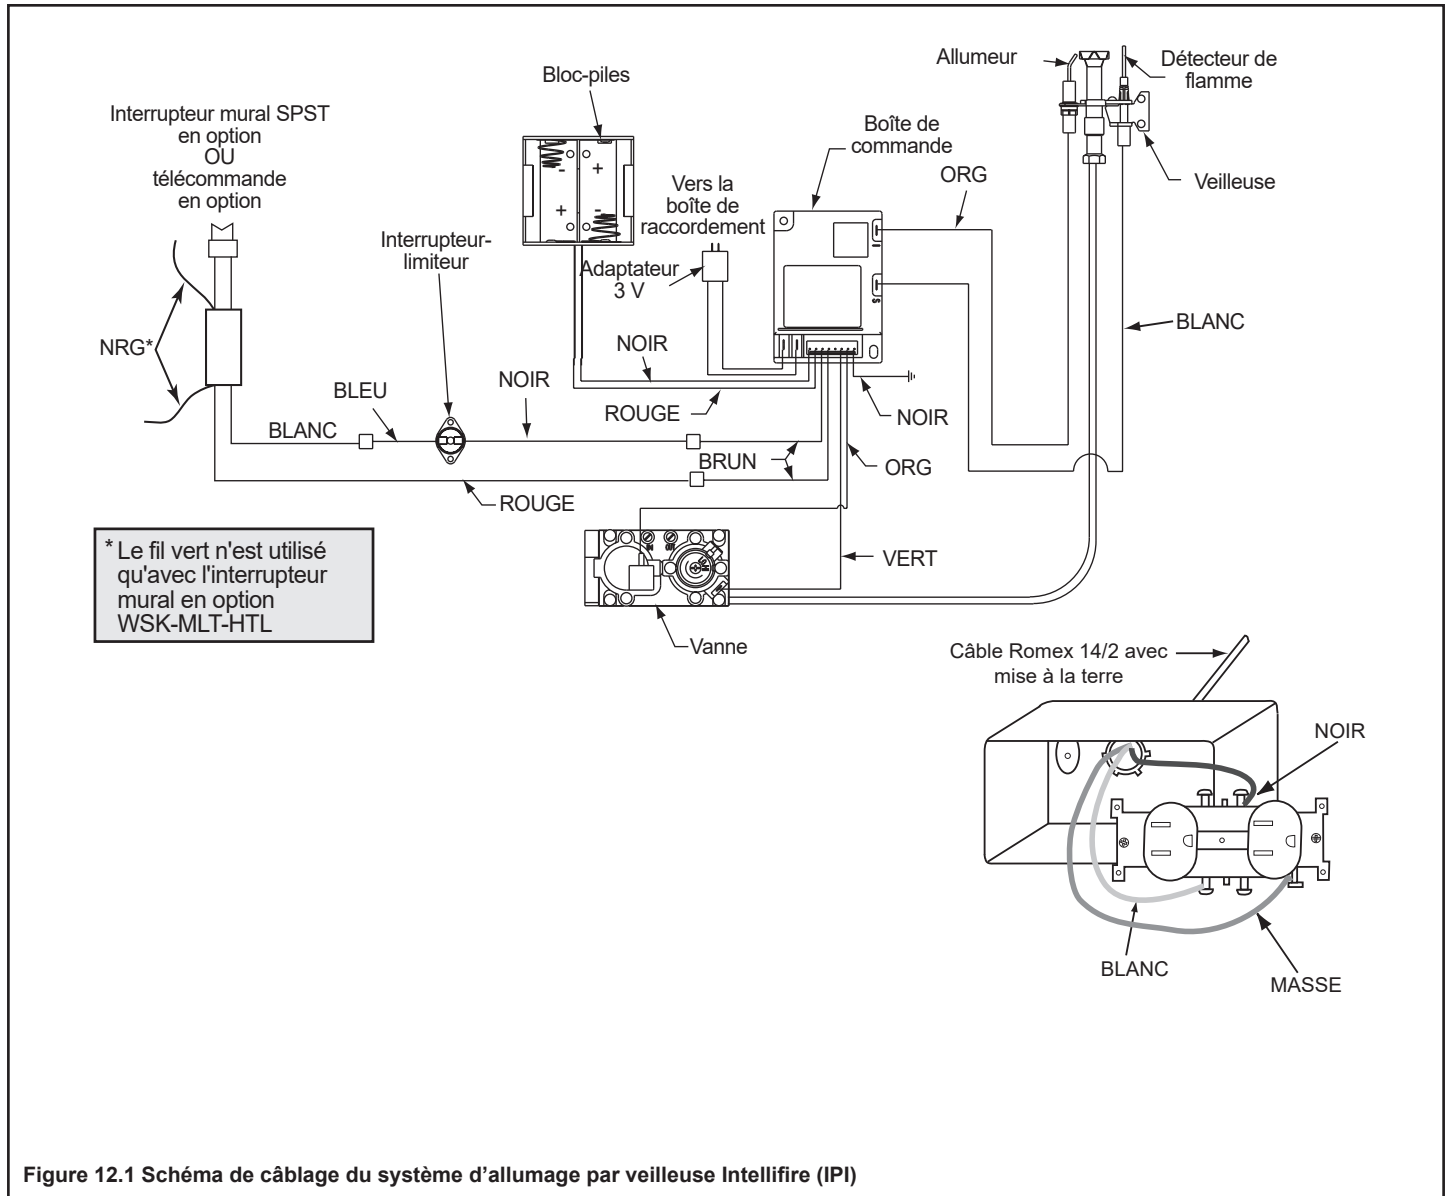 Interrupteur mural SPST
en option
OU
télécommande
en option
NRG*
Interrupteur-
limiteur
BLEU
BLANC
NOIR
ROUGE
Bloc-piles
-
+
+
-
Vers la
boîte de
raccordement
Adaptateur
3 V
NOIR
ROUGE
BRUN
Boîte de
commande
I
S
ORG
NOIR
ORG
VERT
Vanne
Allumeur
Détecteur de
flamme
Veilleuse
BLANC
* Le fil vert n'est utilisé
qu'avec l'interrupteur
mural en option
WSK-MLT-HTL
Câble Romex 14/2 avec
mise à la terre
NOIR
BLANC
MASSE
Figure 12.1 Schéma de câblage du système d’allumage par veilleuse Intellifire (IPI)